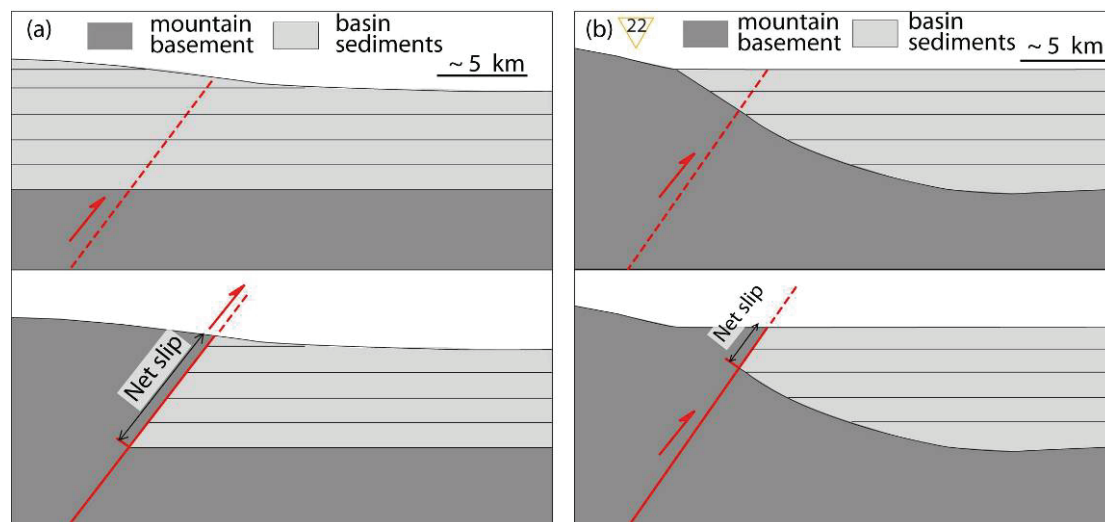 (a)
mountain
basement
basin
sediments
~ 5 km
Net slip
(b)
22
mountain
basement
basin
sediments
~ 5 km
Net slip